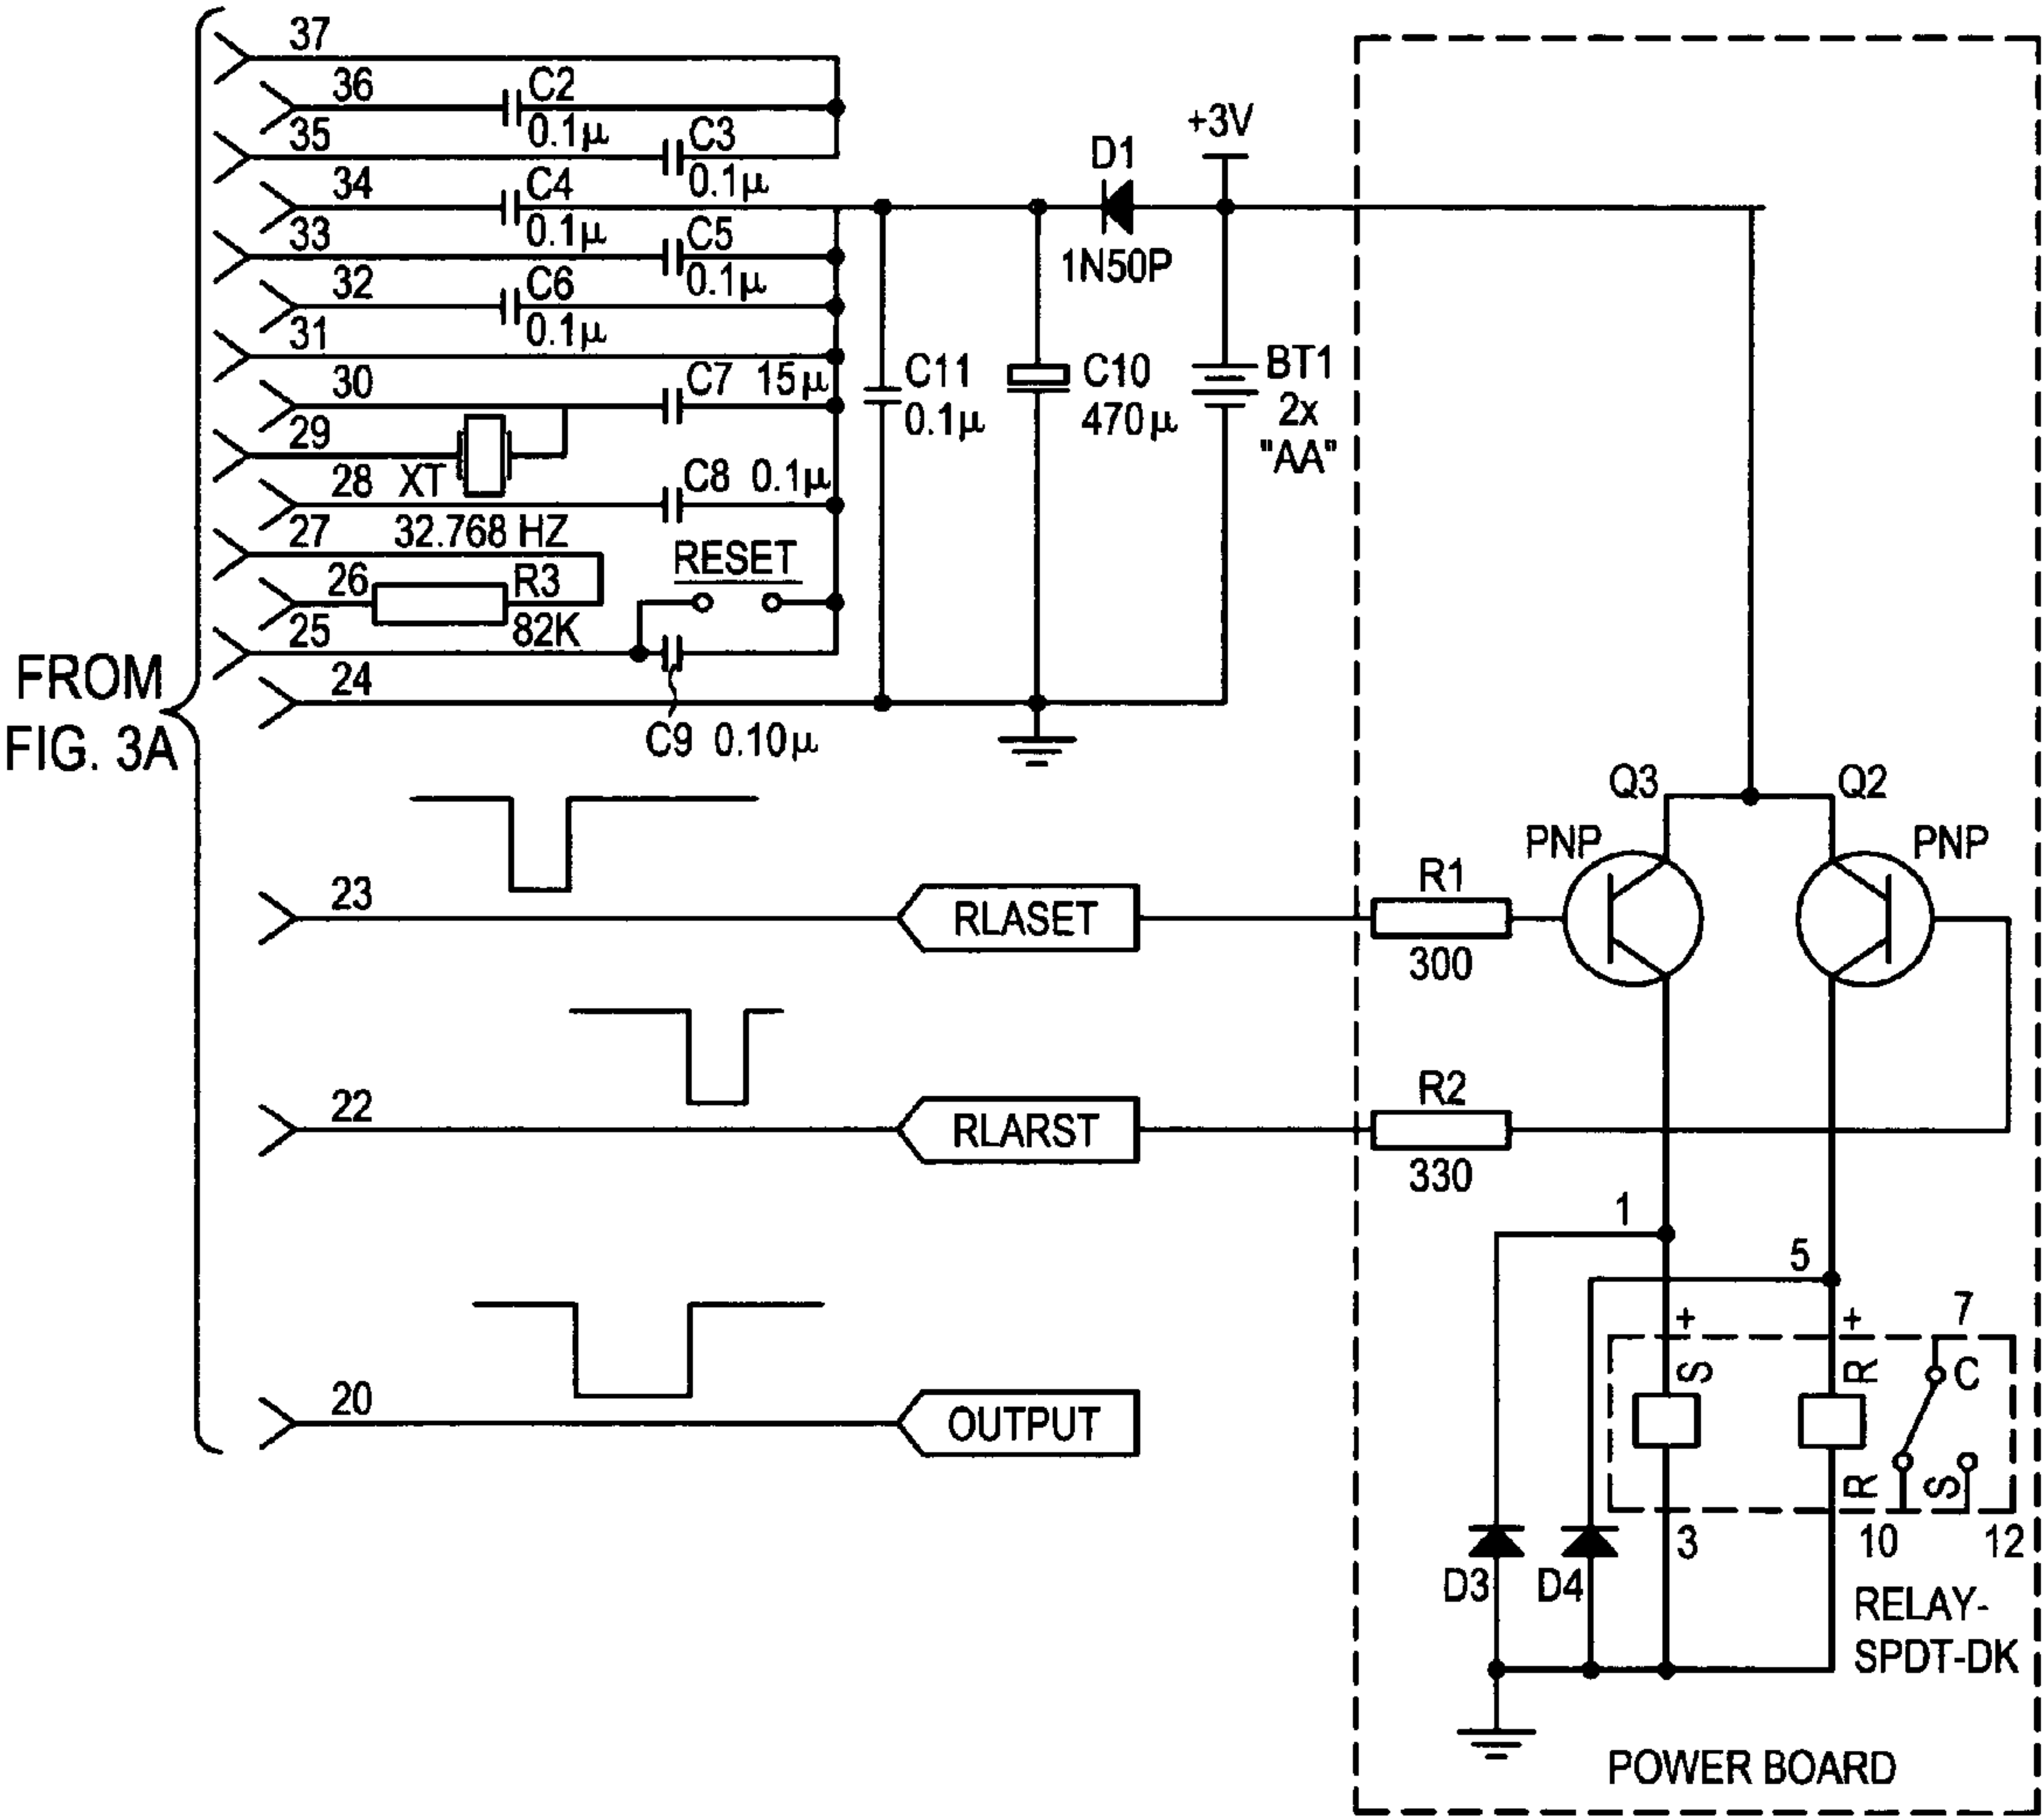 37
36
C2
0.1μ
35
C3
0.1μ
34
C4
0.1μ
33
C5
0.1μ
32
C6
0.1μ
31
30
C7 15μ
29
XT
32.768 HZ
28
C8 0.1μ
27
26
R3
82K
RESET
25
C9 0.10μ
24
FROM
FIG. 3A
C11
0.1μ
C10
470μ
D1
1N50P
+3V
BT1
2x
"AA"
23
RLASET
22
RLARST
20
OUTPUT
R1
300
R2
330
Q3
PNP
Q2
PNP
1
5
+
+
7
S
R
C
R
S
3
10
12
D3
D4
RELAY-
SPDT-DK
POWER BOARD